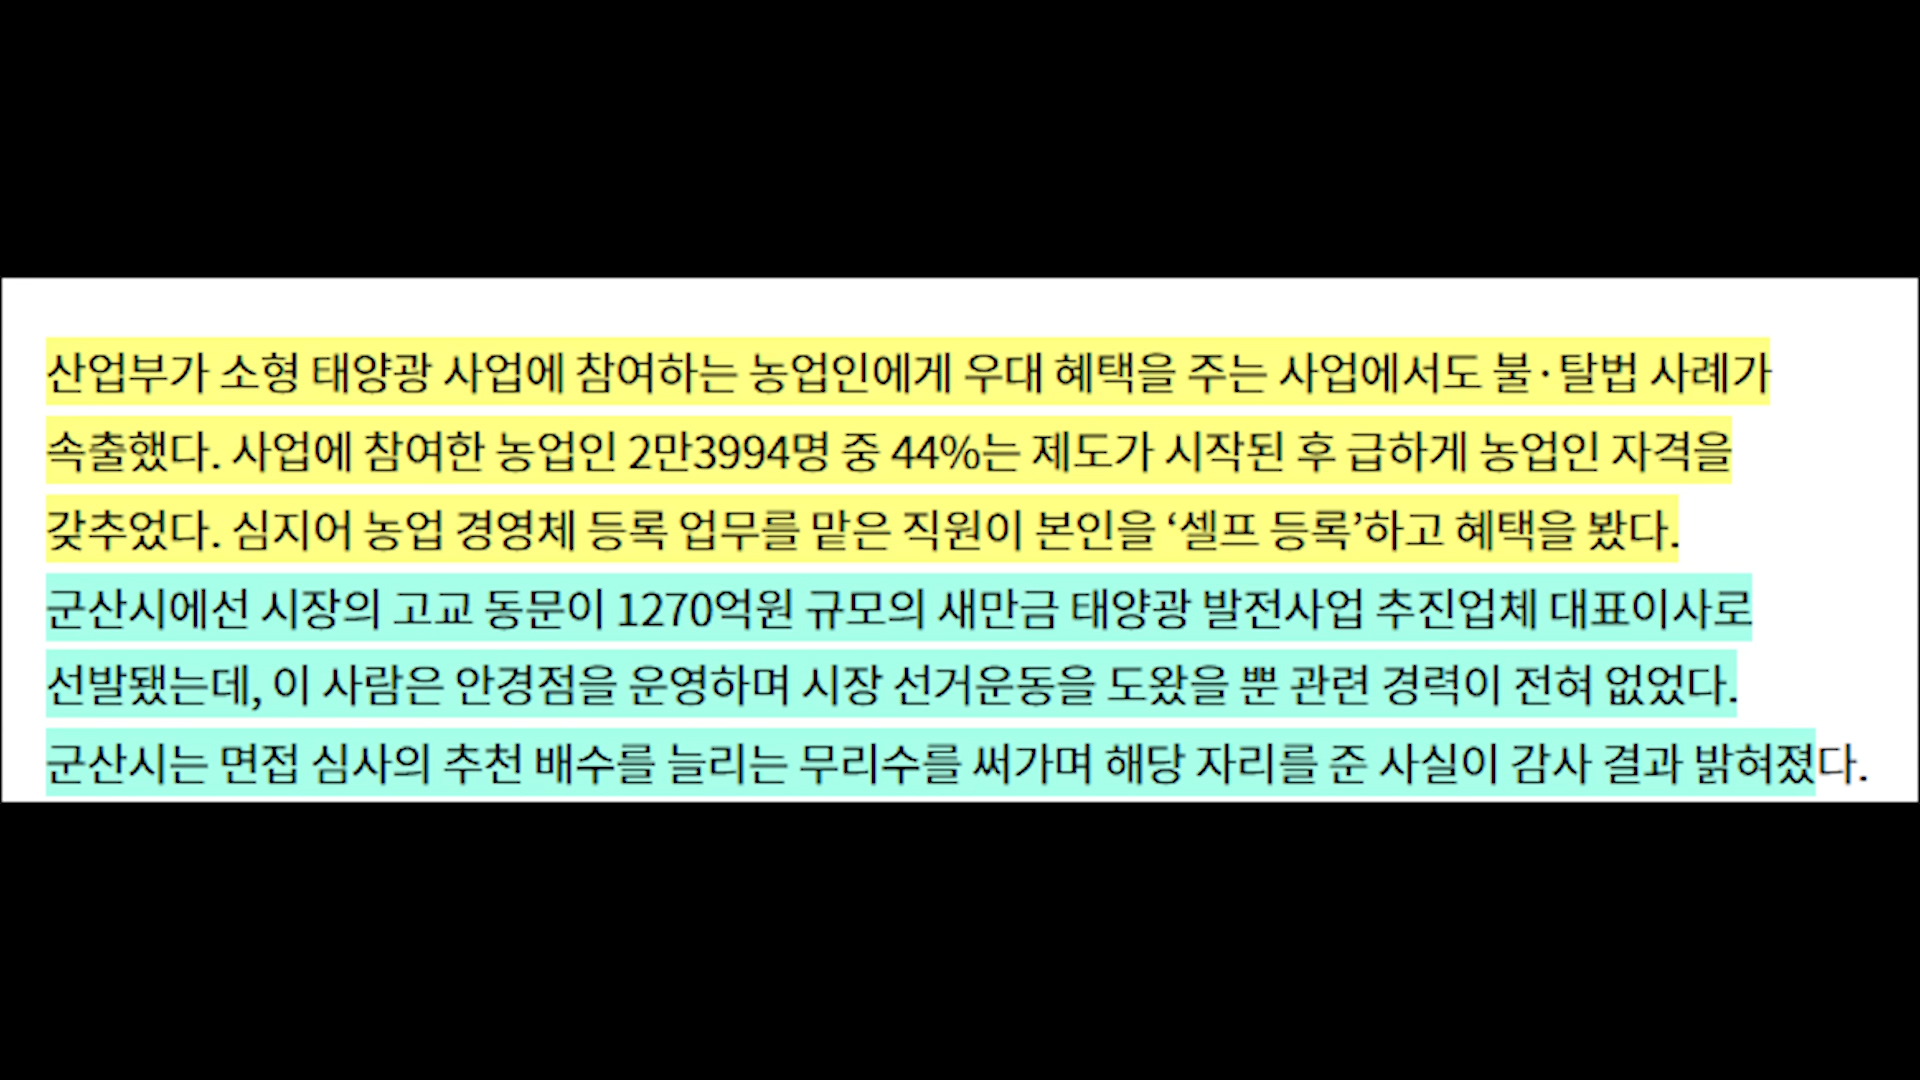 산업부가 소형 태양광 사업에 참여하는 농업인에게 우대 혜택을 주는 사업에서도 불·탈법 사례가
속출했다. 사업에 참여한 농업인 2만3994명 중 44%는 제도가 시작된 후 급하게 농업인 자격을
갖추었다. 심지어 농업 경영체 등록 업무를 맡은 직원이 본인을 ‘셀프 등록’하고 혜택을 봤다.
군산시에선 시장의 고교 동문이 1270억원 규모의 새만금 태양광 발전사업 추진업체 대표이사로
선발됐는데, 이 사람은 안경점을 운영하며 시장 선거운동을 도왔을 뿐 관련 경력이 전혀 없었다.
군산시는 면접 심사의 추천 배수를 늘리는 무리수를 써가며 해당 자리를 준 사실이 감사 결과 밝혀졌다.